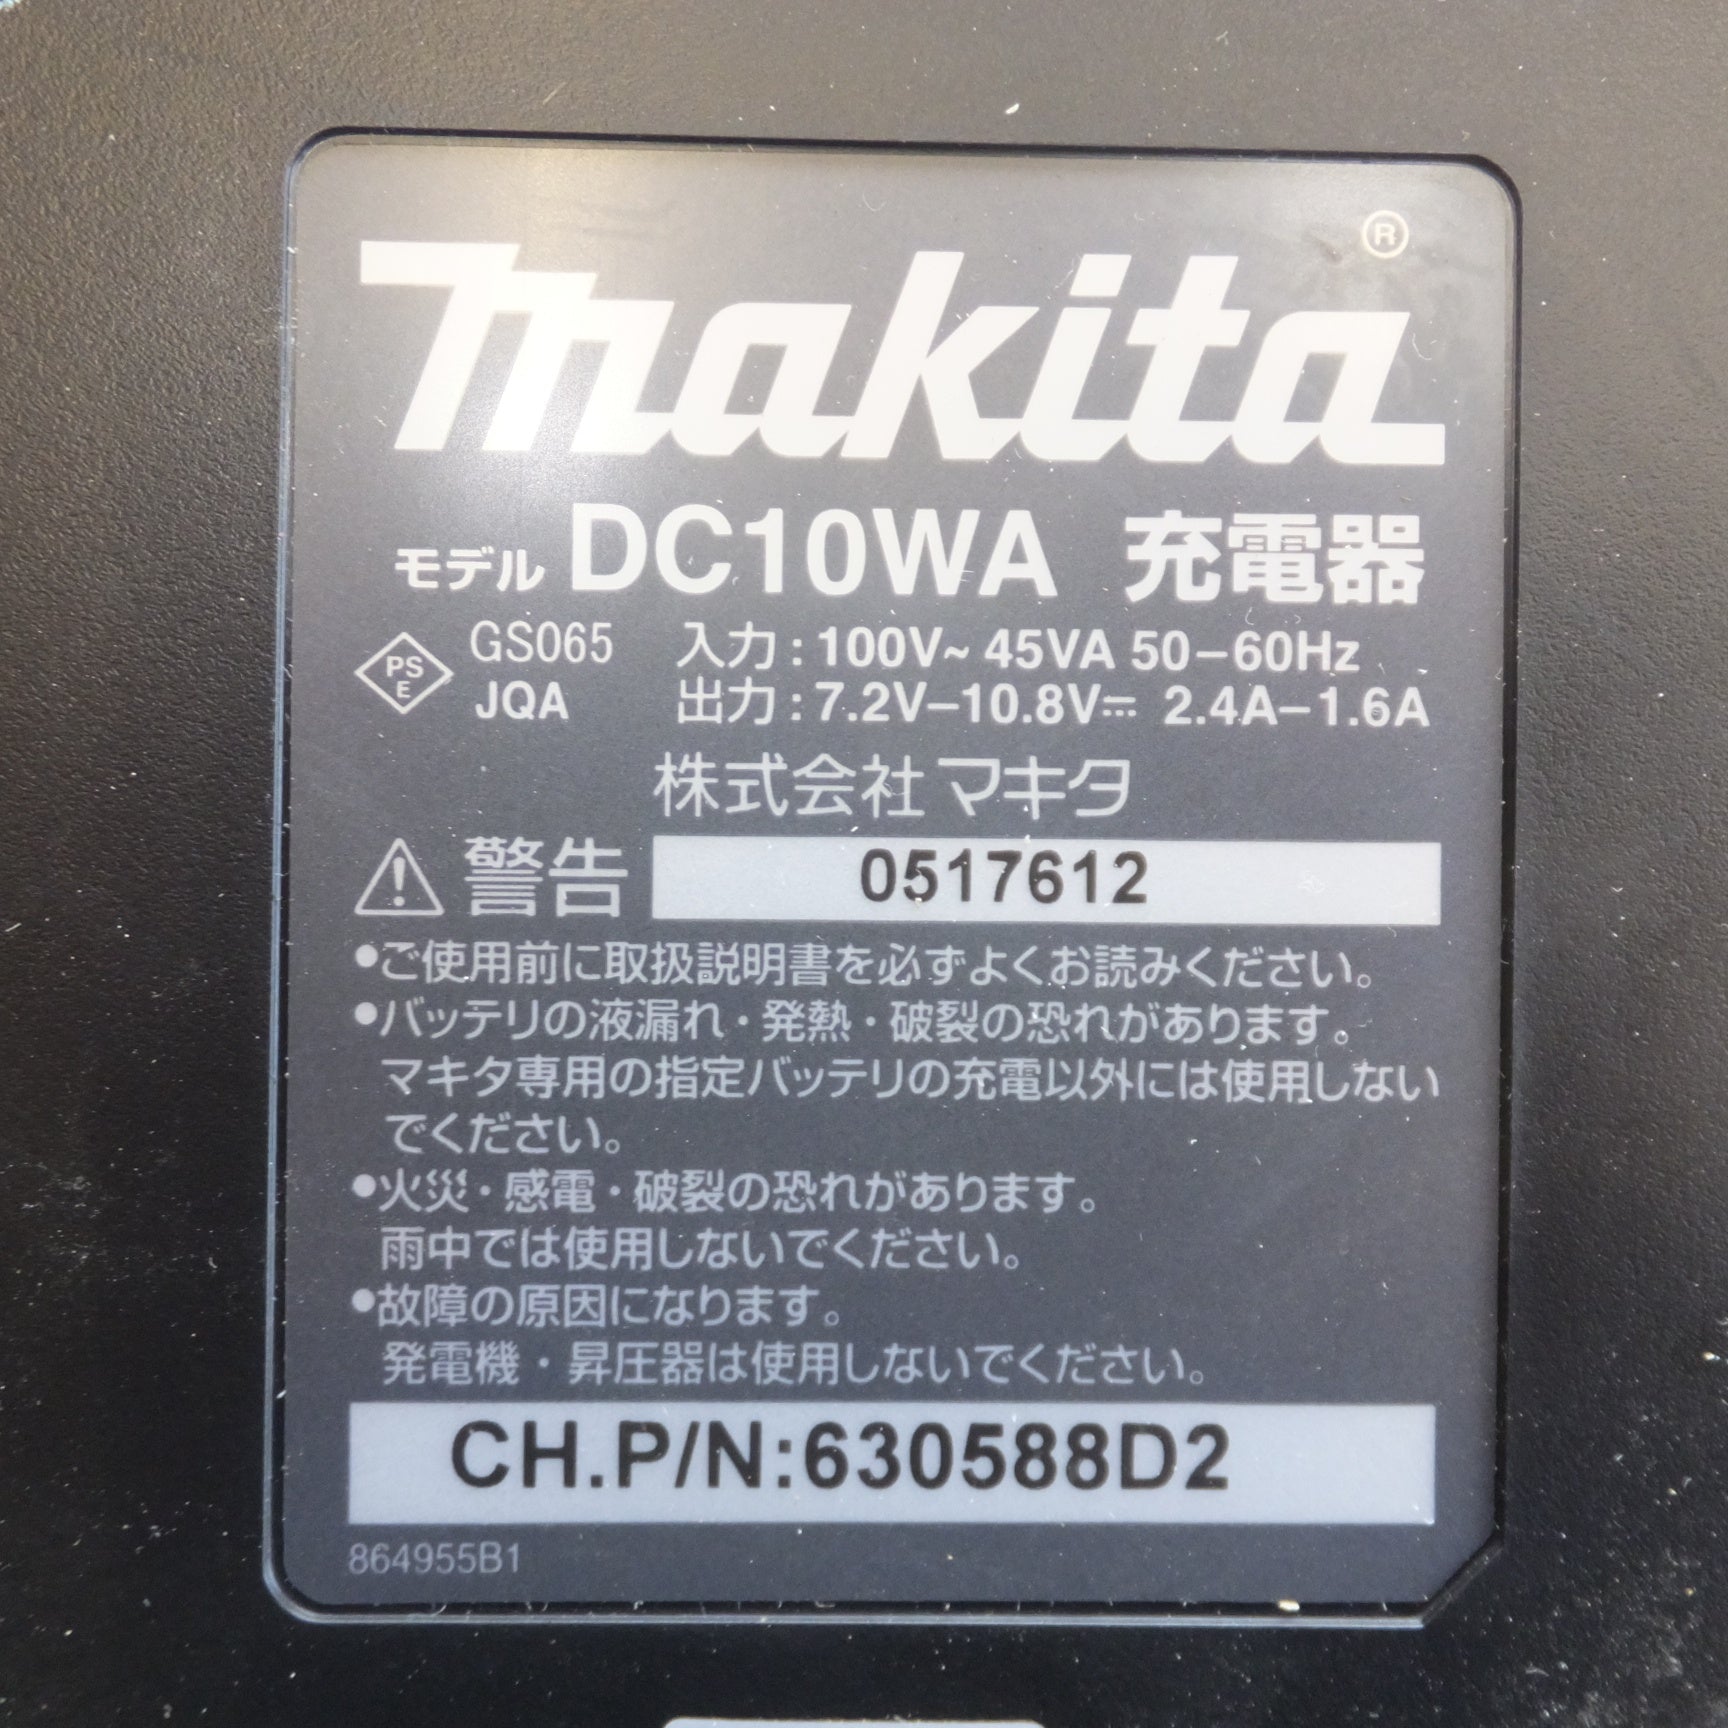 makita®
モデル DC10WA 充電器
PSE GS065 入力:100V~ 45VA 50-60Hz
JQA 出力:7.2V-10.8V⎓ 2.4A-1.6A
株式会社マキタ
⚠警告 0517612
●ご使用前に取扱説明書を必ずよくお読みください。
●バッテリの液漏れ・発熱・破裂の恐れがあります。
マキタ専用の指定バッテリの充電以外には使用しない
でください。
●火災・感電・破裂の恐れがあります。
雨中では使用しないでください。
●故障の原因になります。
発電機・昇圧器は使用しないでください。
CH.P/N:630588D2
864955B1